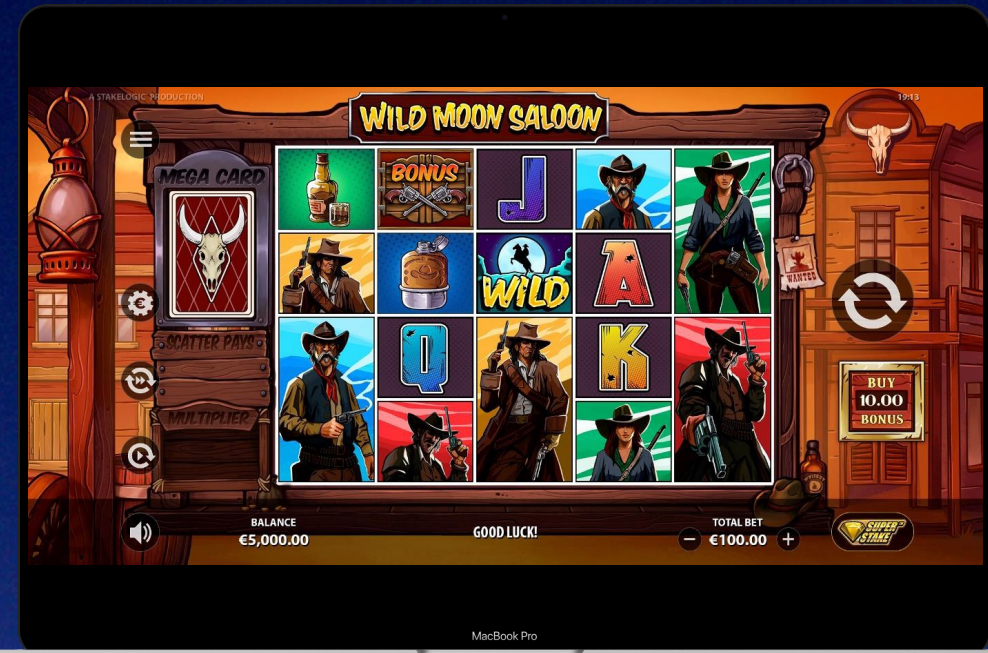 A STAKELOGIC PRODUCTION
19:13
WILD MOON SALOON
MEGA CARD
BONUS
J
WILD
A
WANTED
SCATTER PAYS
Q
K
BUY
10.00
BONUS
MULTIPLIER
BALANCE
€5,000.00
GOOD LUCK!
TOTAL BET
€100.00
SUPER
STAKE
MacBook Pro